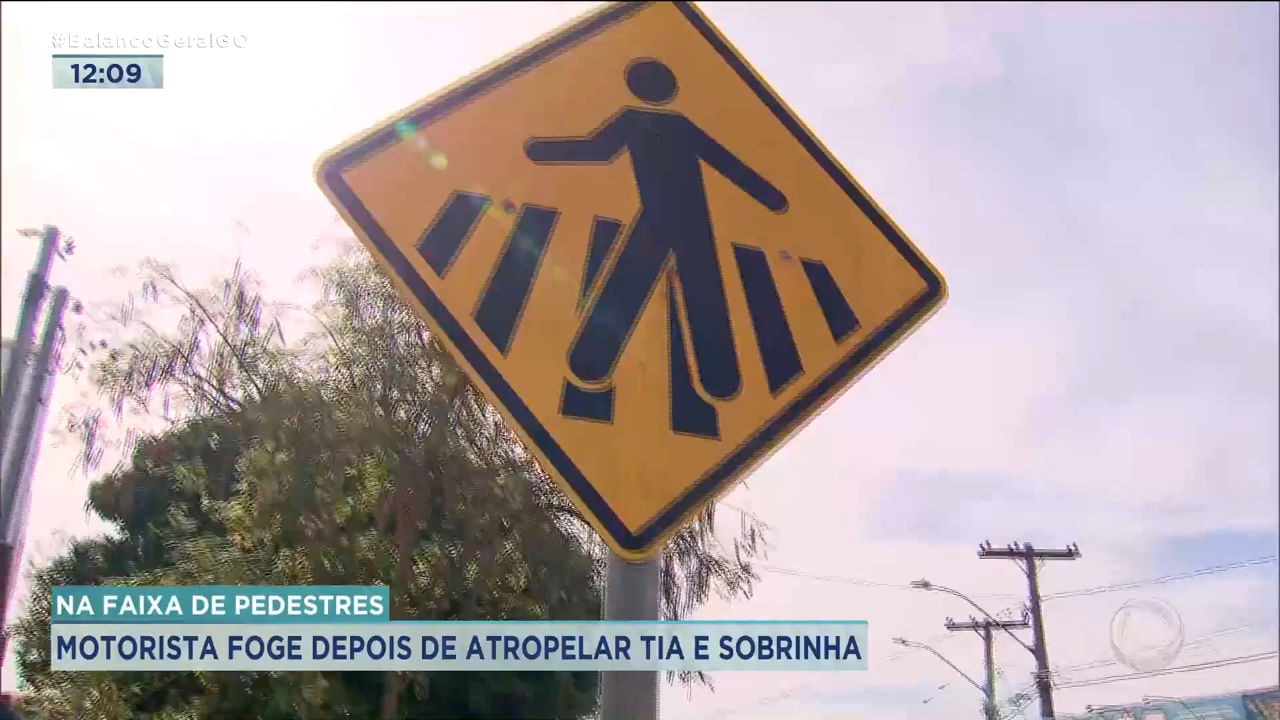 #BalancoGeralGO
12:09
NA FAIXA DE PEDESTRES
MOTORISTA FOGE DEPOIS DE ATROPELAR TIA E SOBRINHA